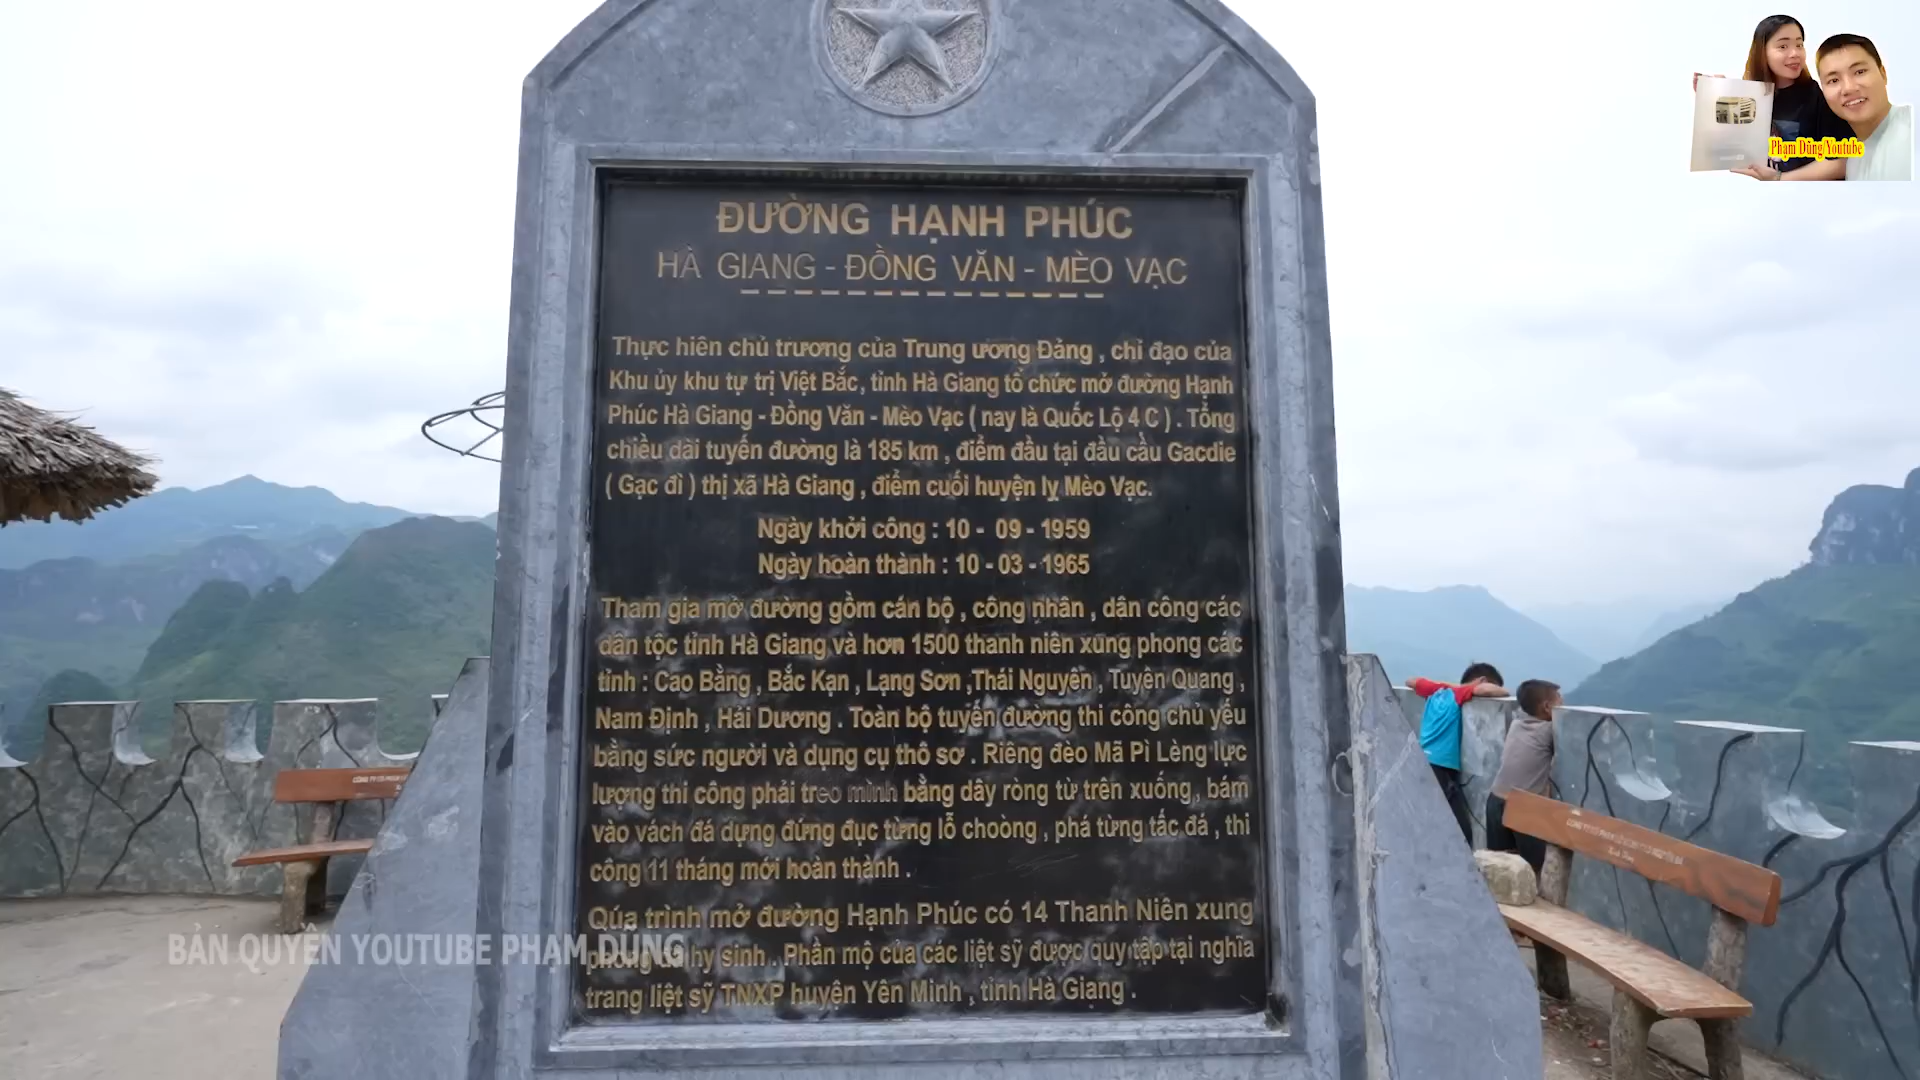 Phạm Dũng/Youtube
ĐƯỜNG HẠNH PHÚC
HÀ GIANG - ĐỒNG VĂN - MÈO VẠC
Thực hiên chủ trương của Trung ương Đảng , chỉ đạo của
Khu ủy khu tự trị Việt Bắc, tỉnh Hà Giang tổ chức mở đường Hạnh
Phúc Hà Giang - Đồng Văn - Mèo Vạc ( nay là Quốc Lộ 4 C ) . Tổng
chiều dài tuyến đường là 185 km , điểm đầu tại đầu cầu Gacdie
( Gạc đì ) thị xã Hà Giang , điểm cuối huyện lỵ Mèo Vạc.
Ngày khởi công : 10 - 09 - 1959
Ngày hoàn thành : 10 - 03 - 1965
Tham gia mở đường gồm cán bộ , công nhân , dân công các
dân tộc tỉnh Hà Giang và hơn 1500 thanh niên xung phong các
tỉnh : Cao Bằng , Bắc Kạn , Lạng Sơn ,Thái Nguyên , Tuyên Quang ,
Nam Định , Hải Dương . Toàn bộ tuyến đường thi công chủ yếu
bằng sức người và dụng cụ thô sơ . Riêng đèo Mã Pì Lèng lực
lượng thi công phải treo mình bằng dây ròng từ trên xuống , bám
vào vách đá dựng đứng đục từng lỗ choòng , phá từng tấc đá , thi
công 11 tháng mới hoàn thành .
Qúa trình mở đường Hạnh Phúc có 14 Thanh Niên xung
phong hy sinh . Phần mộ của các liệt sỹ được quy tập tại nghĩa
trang liệt sỹ TNXP huyện Yên Minh , tỉnh Hà Giang .
BẢN QUYỀN YOUTUBE PHẠM DŨNG